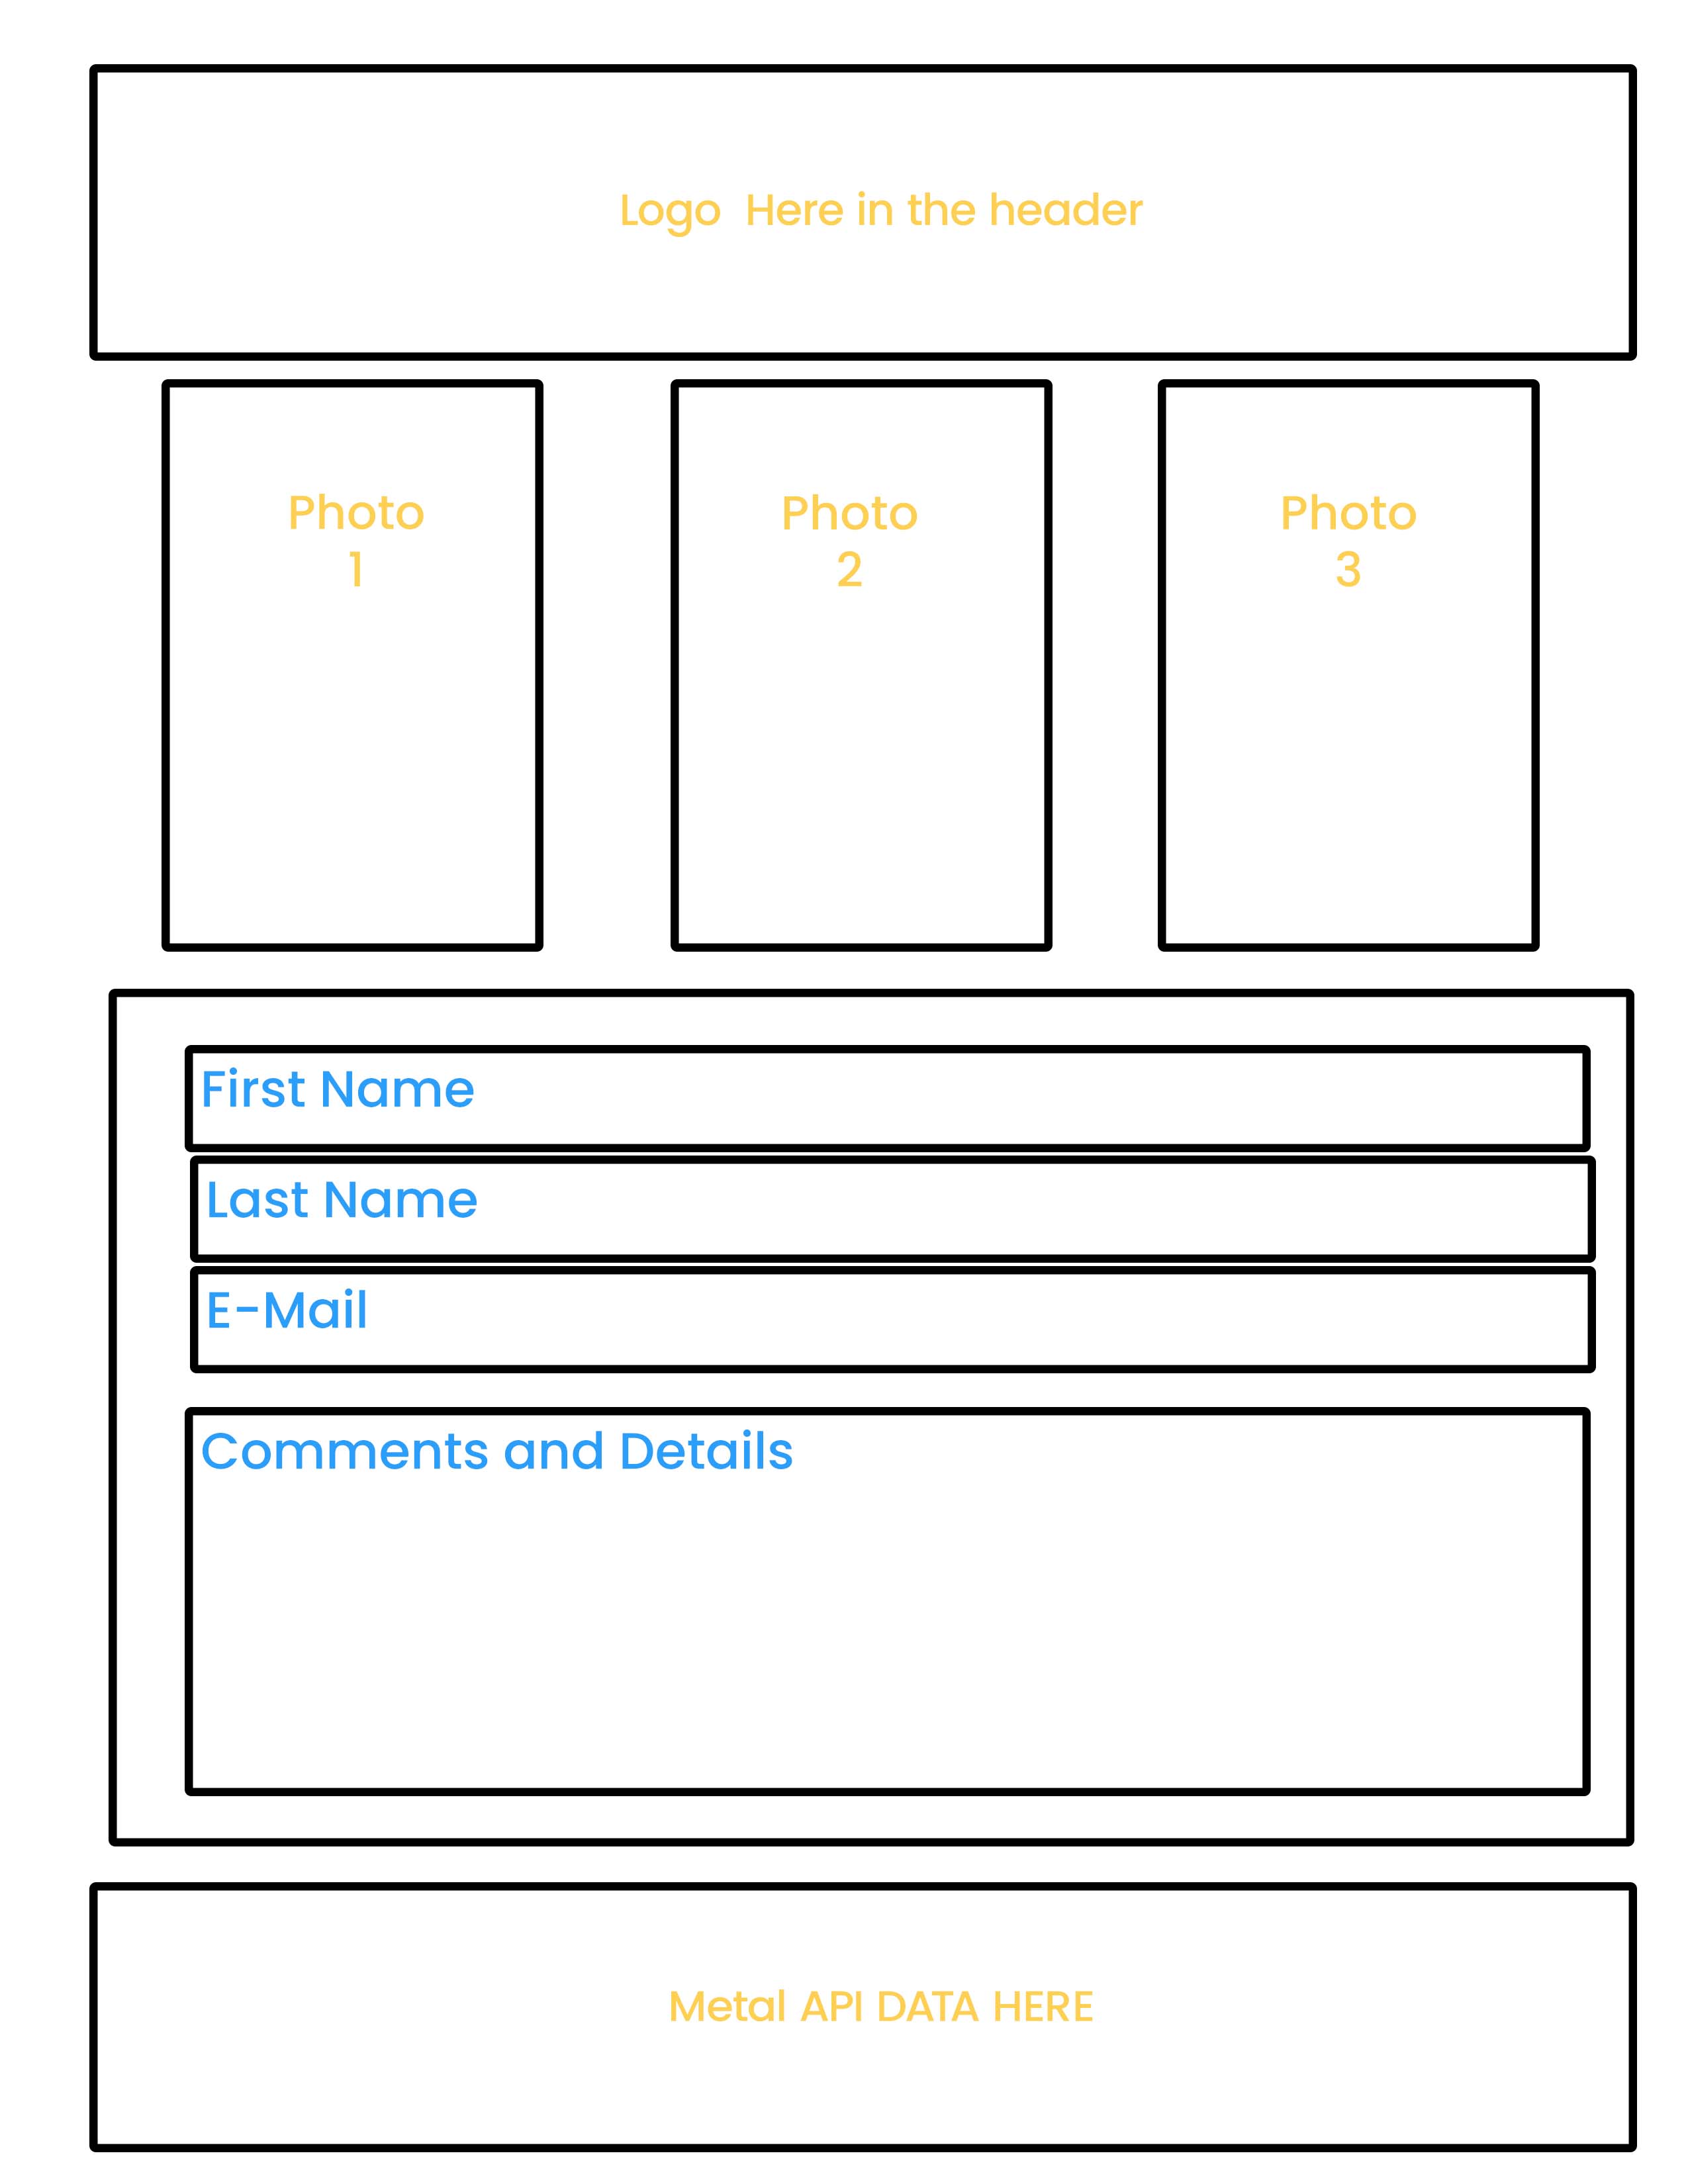 Logo  Here in the header
Photo
1
Photo
2
Photo
3
First Name
Last Name
E-Mail
Comments and Details
Metal API DATA HERE